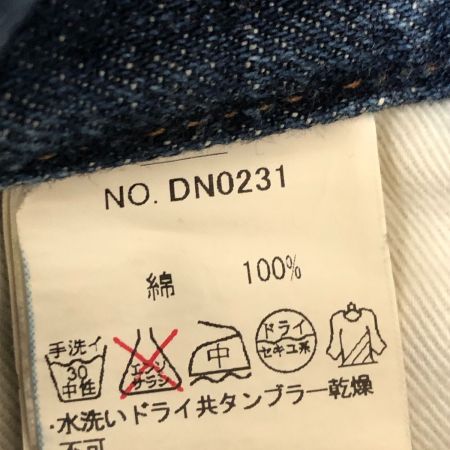 NO. DN0231
綿 100%
手洗イ 30 中性 エンソ サラシ 中 ドライ セキユ系
・水洗いドライ共タンブラー乾燥
不可